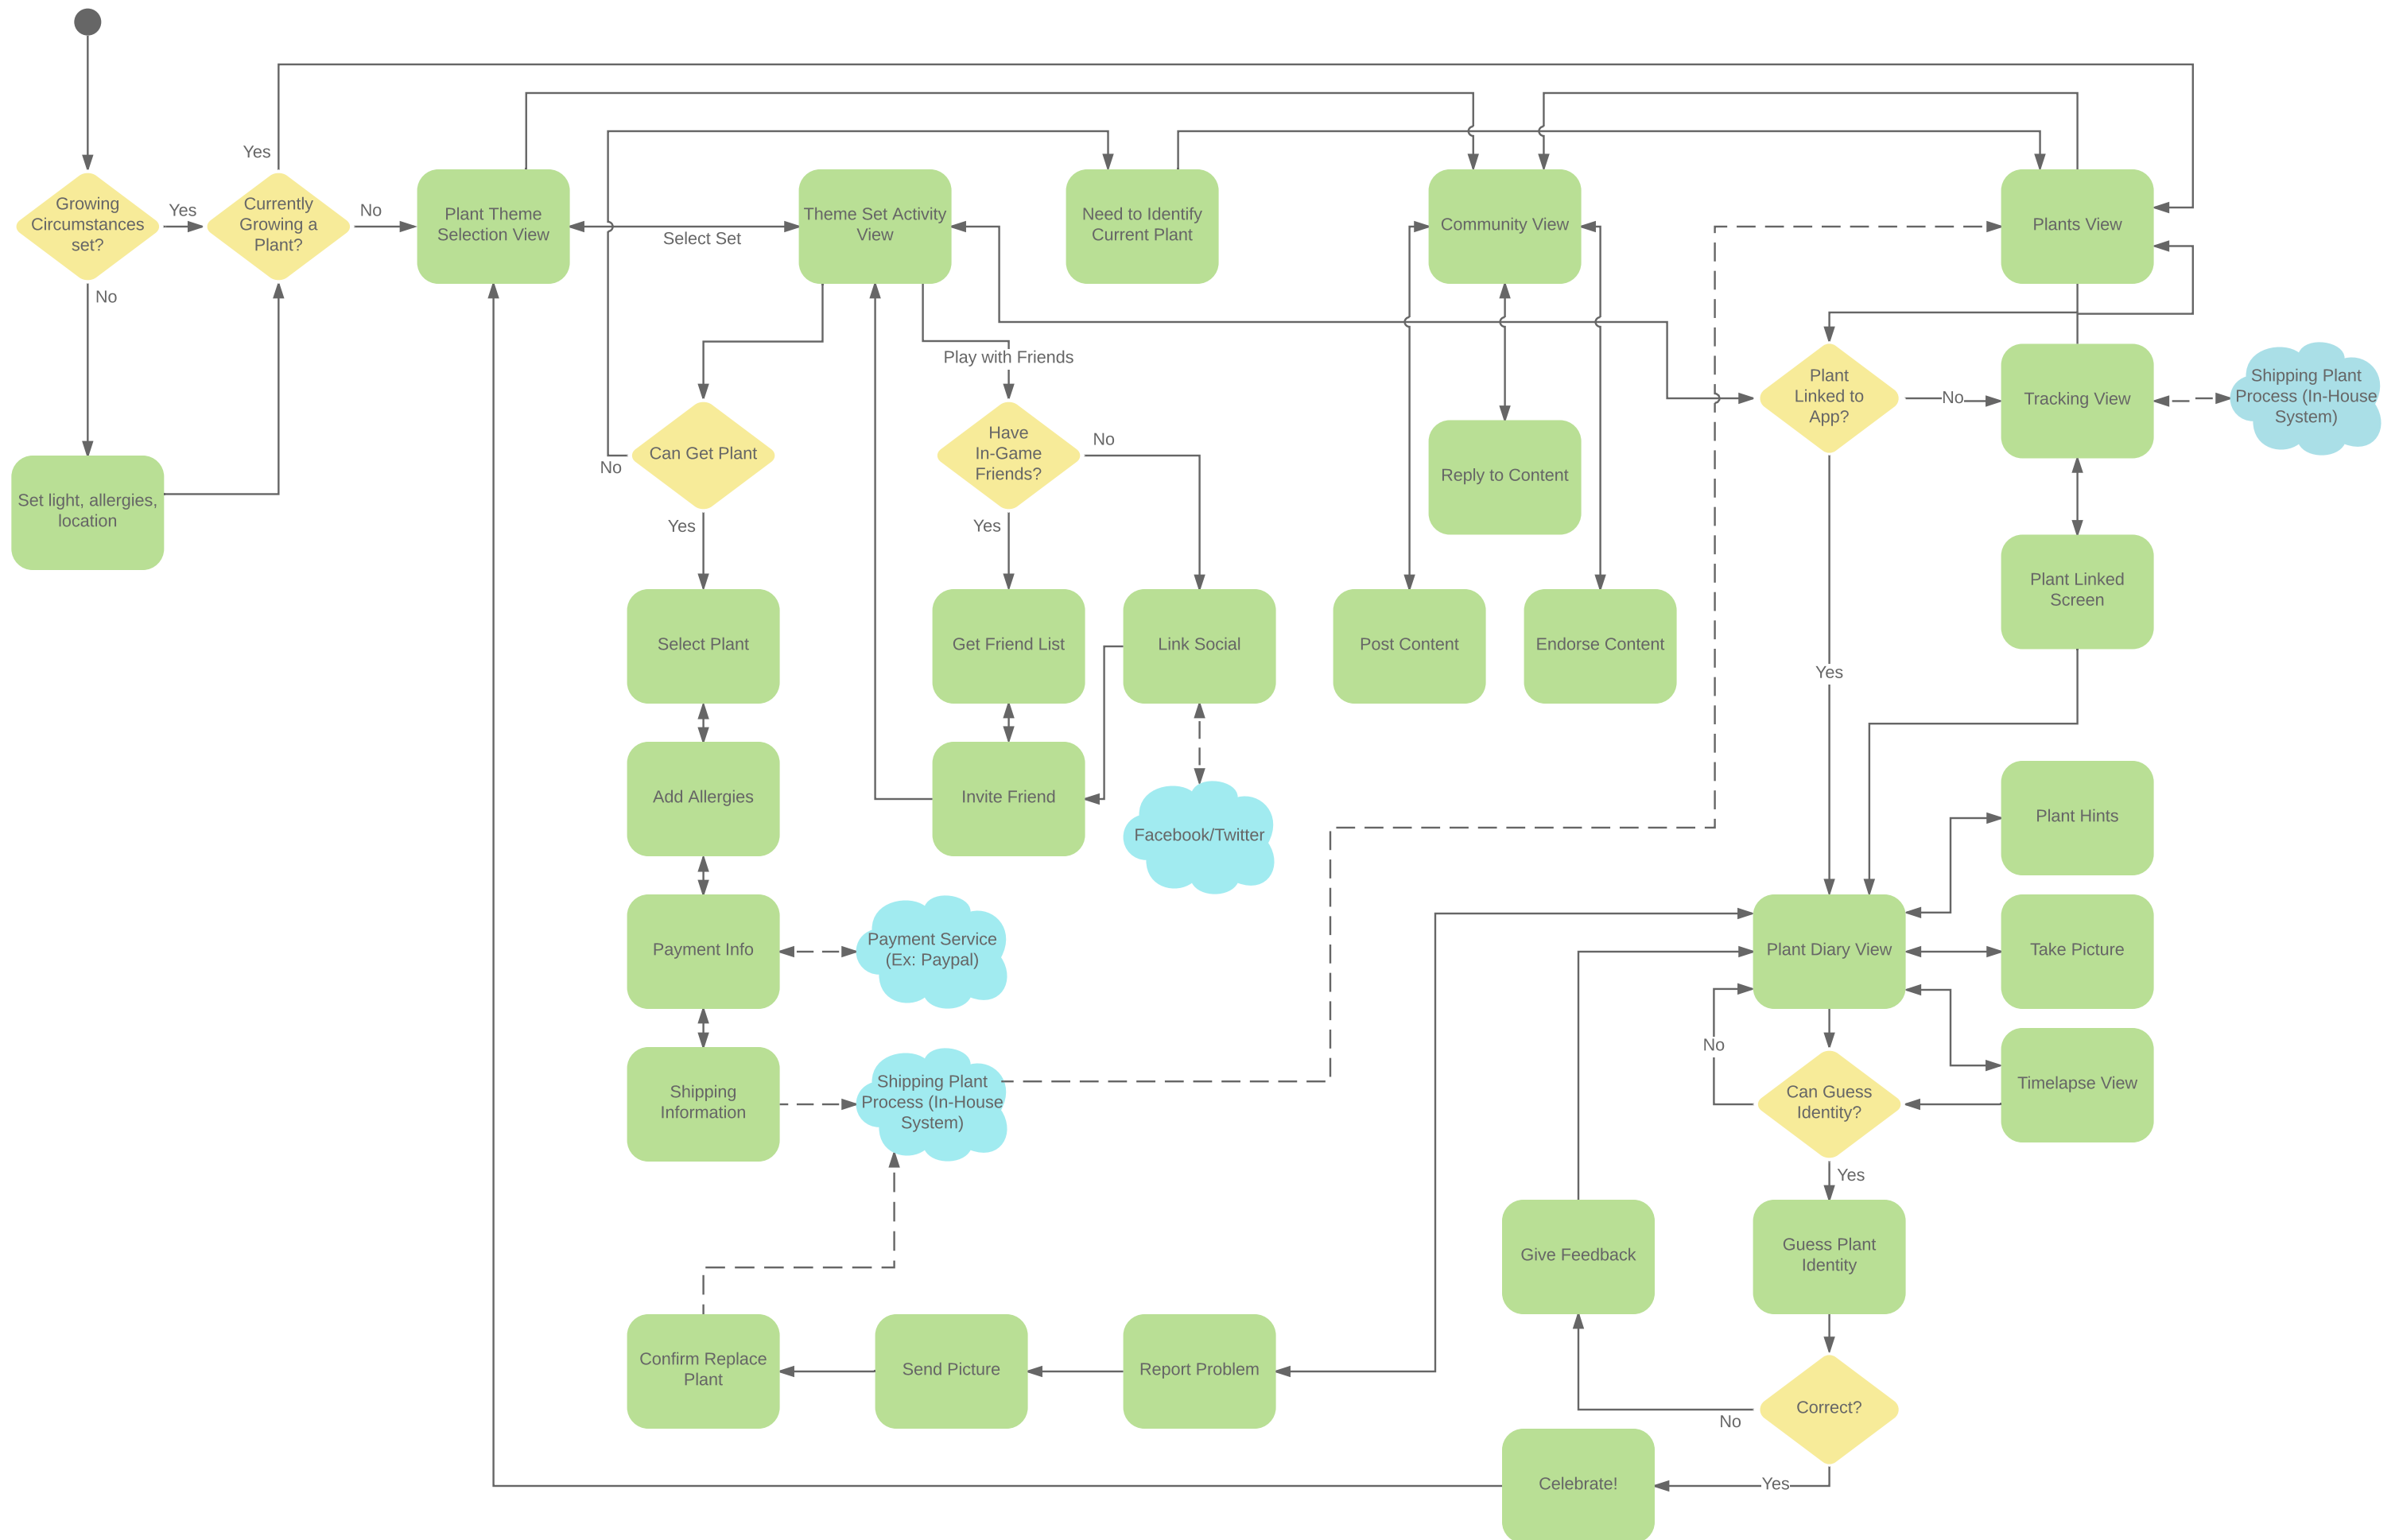 Yes
Growing
Circumstances
set?
Yes
Currently
Growing a
Plant?
No
Plant Theme
Selection View
Select Set
Theme Set Activity
View
Need to Identify
Current Plant
Community View
Plants View
No
Play with Friends
Plant
Linked to
App?
No
Tracking View
Shipping Plant
Process (In-House
System)
Set light, allergies,
location
No
Can Get Plant
Have
In-Game
Friends?
No
Reply to Content
Yes
Yes
Plant Linked
Screen
Select Plant
Get Friend List
Link Social
Post Content
Endorse Content
Yes
Add Allergies
Invite Friend
Facebook/Twitter
Plant Hints
Payment Info
Payment Service
(Ex: Paypal)
Plant Diary View
Take Picture
No
Shipping
Information
Shipping Plant
Process (In-House
System)
Can Guess
Identity?
Timelapse View
Yes
Give Feedback
Guess Plant
Identity
Confirm Replace
Plant
Send Picture
Report Problem
Correct?
No
Celebrate!
Yes